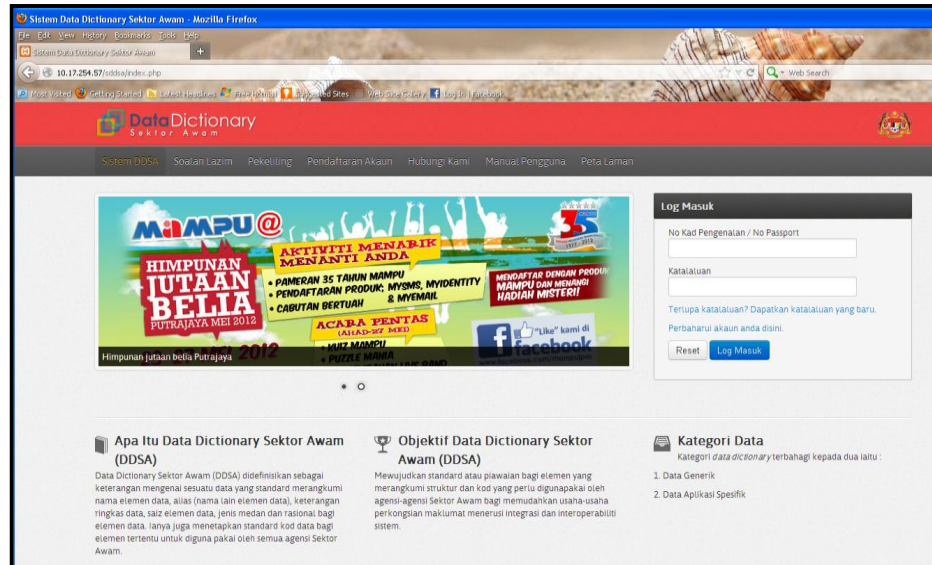 Sistem Data Dictionary Sektor Awam - Mozilla Firefox
File Edit View History Bookmarks Tools Help
Sistem Data Dictionary Sektor Awam
10.17.254.57/sddsa/index.php
Web Search
Most Visited Getting Started Latest Headlines Free Hotmail Suggested Sites Web Slice Gallery Log In | Facebook
DataDictionary
Sektor Awam
Sistem DDSA Soalan Lazim Pekeliling Pendaftaran Akaun Hubungi Kami Manual Pengguna Peta Laman
MAMPU@
35
1977 - 2012
HIMPUNAN
JUTAAN
BELIA
PUTRAJAYA MEI 2012
AKTIVITI MENARIK
MENANTI ANDA
• PAMERAN 35 TAHUN MAMPU
• PENDAFTARAN PRODUK; MYSMS, MYIDENTITY
& MYEMAIL
• CABUTAN BERTUAH
MENDAFTAR DENGAN PRODUK
MAMPU DAN MENANGI
HADIAH MISTERI!
ACARA PENTAS
(AHAD-27 MEI)
• KUIZ MAMPU
• PUZZLE MANIA
"Like" kami di
facebook
Himpunan Jutaan belia Putrajaya
Log Masuk
No Kad Pengenalan / No Passport
Katalaluan
Terlupa katalaluan? Dapatkan katalaluan yang baru.
Perbaharui akaun anda disini.
Reset Log Masuk
Apa Itu Data Dictionary Sektor Awam
(DDSA)
Data Dictionary Sektor Awam (DDSA) didefinisikan sebagai
keterangan mengenai sesuatu data yang standard merangkumi
nama elemen data, alias (nama lain elemen data), keterangan
ringkas data, saiz elemen data, jenis medan dan rasional bagi
elemen data. Ianya juga menetapkan standard kod data bagi
elemen tertentu untuk diguna pakai oleh semua agensi Sektor
Awam.
Objektif Data Dictionary Sektor
Awam (DDSA)
Mewujudkan standard atau piawaian bagi elemen yang
merangkumi struktur dan kod yang perlu digunapakai oleh
agensi-agensi Sektor Awam bagi memudahkan usaha-usaha
perkongsian maklumat menerusi integrasi dan interoperabiliti
sistem.
Kategori Data
Kategori data dictionary terbahagi kepada dua iaitu :
1. Data Generik
2. Data Aplikasi Spesifik